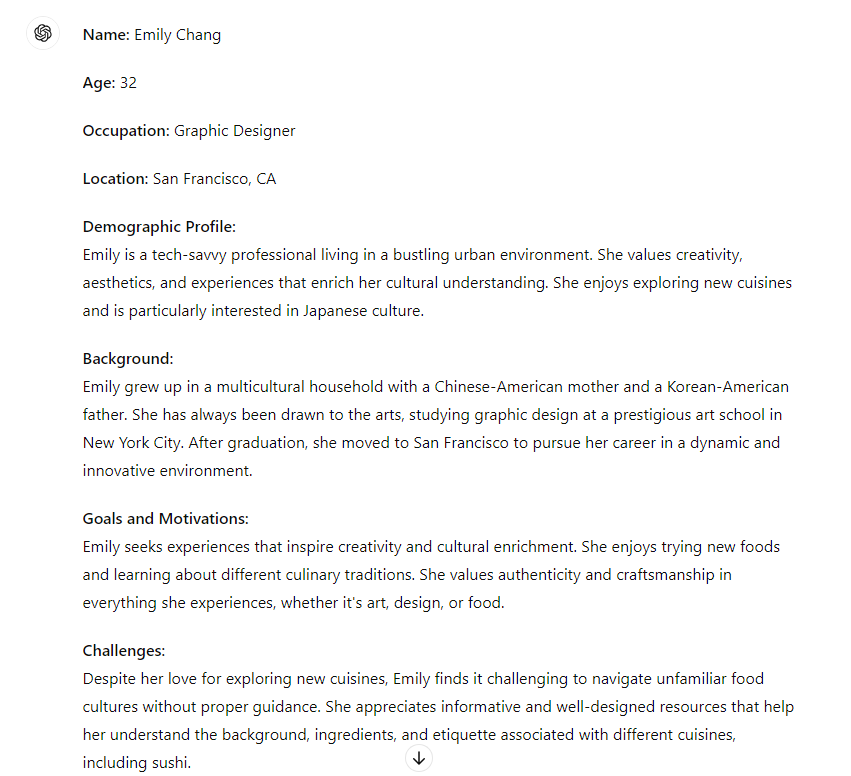 Name: Emily Chang
Age: 32
Occupation: Graphic Designer
Location: San Francisco, CA
Demographic Profile:
Emily is a tech-savvy professional living in a bustling urban environment. She values creativity,
aesthetics, and experiences that enrich her cultural understanding. She enjoys exploring new cuisines
and is particularly interested in Japanese culture.
Background:
Emily grew up in a multicultural household with a Chinese-American mother and a Korean-American
father. She has always been drawn to the arts, studying graphic design at a prestigious art school in
New York City. After graduation, she moved to San Francisco to pursue her career in a dynamic and
innovative environment.
Goals and Motivations:
Emily seeks experiences that inspire creativity and cultural enrichment. She enjoys trying new foods
and learning about different culinary traditions. She values authenticity and craftsmanship in
everything she experiences, whether it's art, design, or food.
Challenges:
Despite her love for exploring new cuisines, Emily finds it challenging to navigate unfamiliar food
cultures without proper guidance. She appreciates informative and well-designed resources that help
her understand the background, ingredients, and etiquette associated with different cuisines,
including sushi.